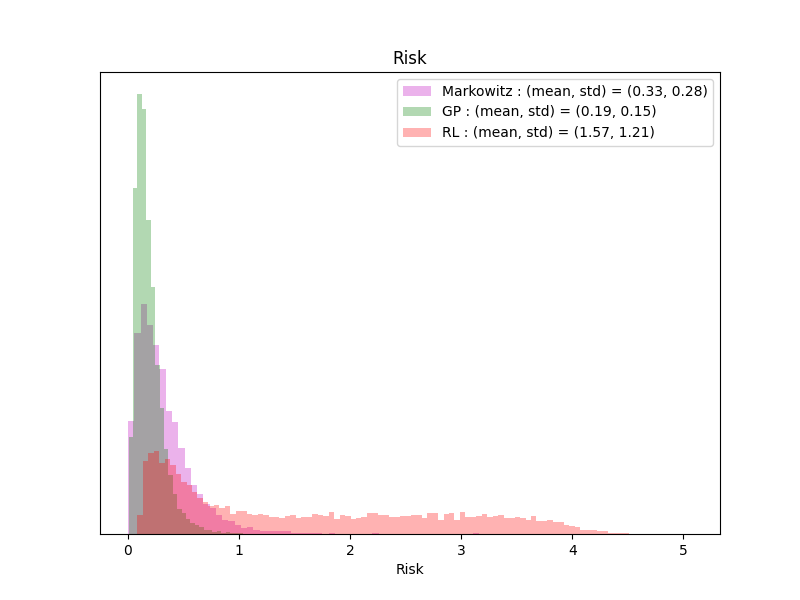 Risk
Markowitz : (mean, std) = (0.33, 0.28)
GP : (mean, std) = (0.19, 0.15)
RL : (mean, std) = (1.57, 1.21)
0 1 2 3 4 5
Risk